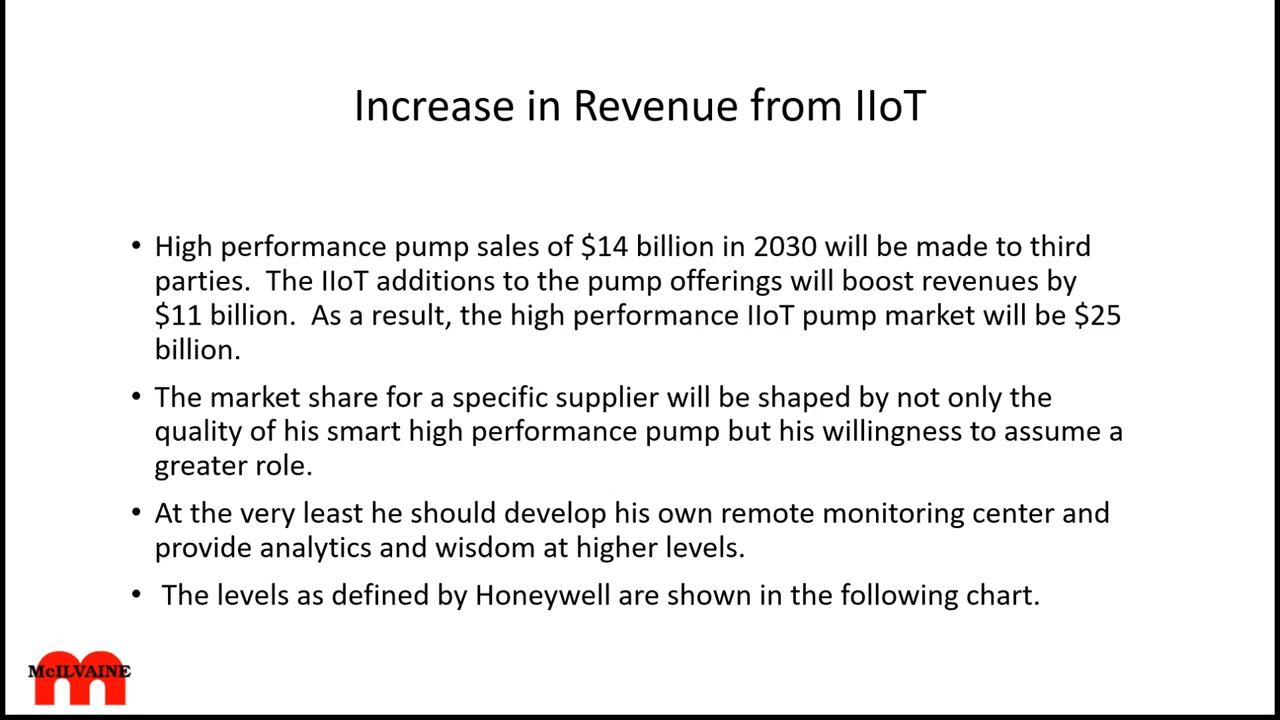 Increase in Revenue from IIoT
• High performance pump sales of $14 billion in 2030 will be made to third
parties.  The IIoT additions to the pump offerings will boost revenues by
$11 billion.  As a result, the high performance IIoT pump market will be $25
billion.
• The market share for a specific supplier will be shaped by not only the
quality of his smart high performance pump but his willingness to assume a
greater role.
• At the very least he should develop his own remote monitoring center and
provide analytics and wisdom at higher levels.
•  The levels as defined by Honeywell are shown in the following chart.
McILVAINE